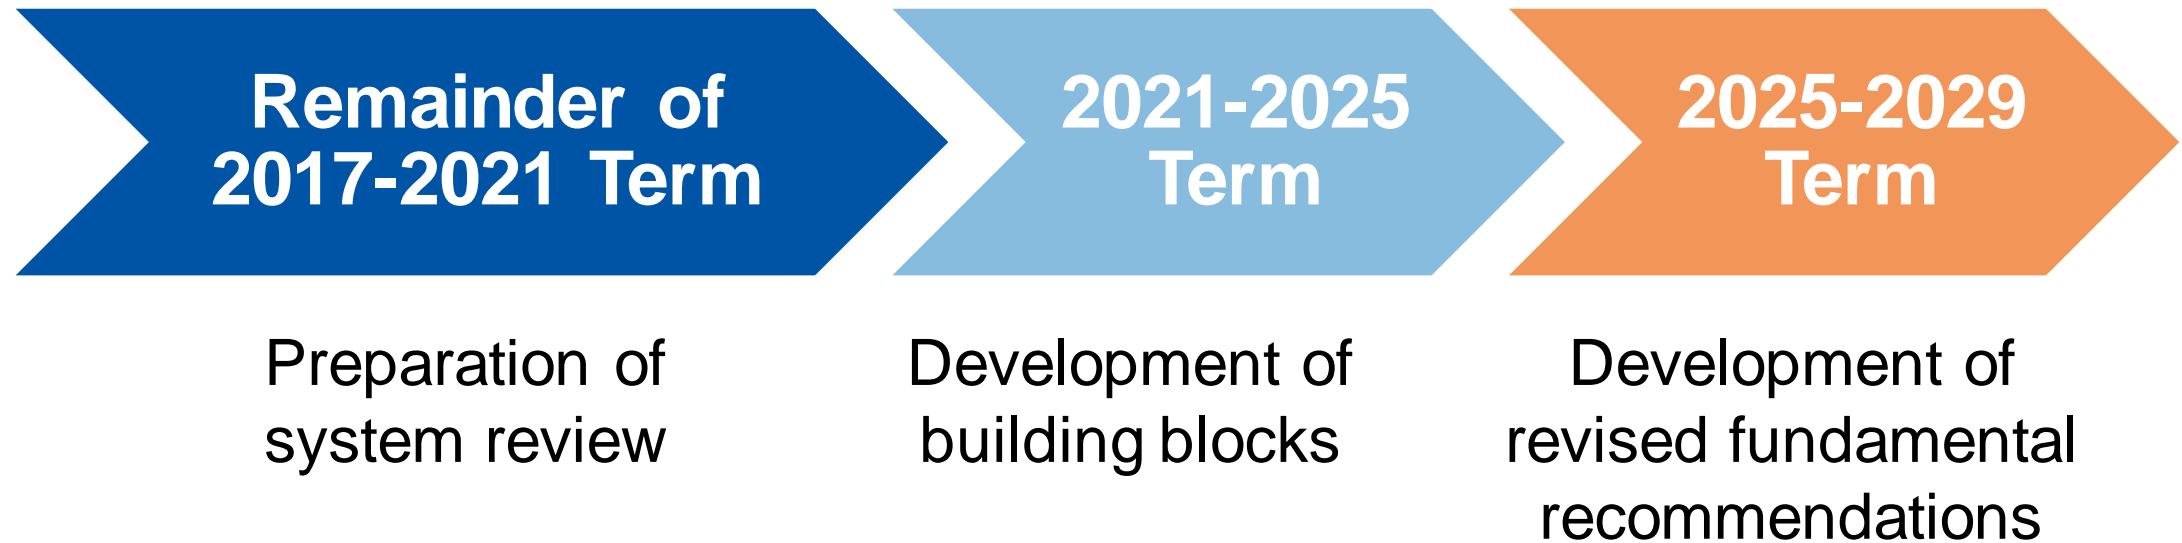 Remainder of
2017-2021 Term
2021-2025
Term
2025-2029
Term
Preparation of
system review
Development of
building blocks
Development of
revised fundamental
recommendations